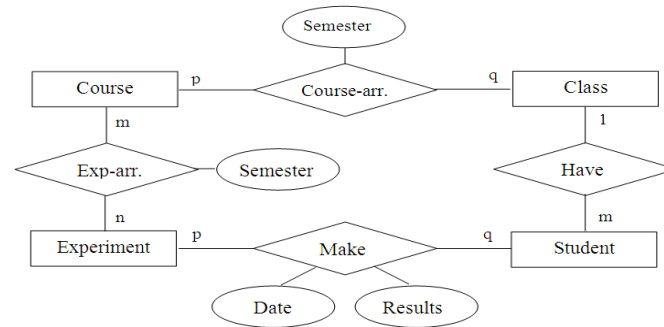 Semester
Course
p
Course-arr.
q
Class
m
1
Exp-arr.
Semester
Have
n
m
Experiment
p
Make
q
Student
Date
Results